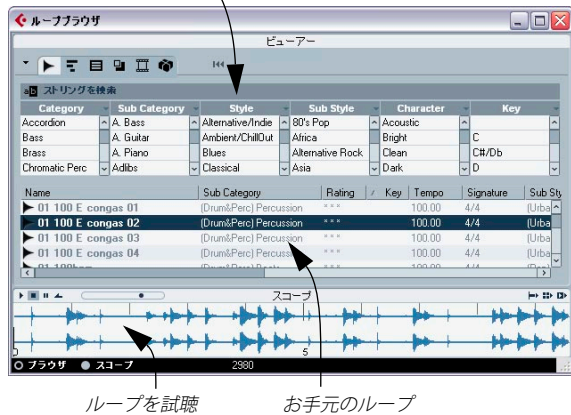 ループブラウザ
ビューアー
ストリングを検索
Category Sub Category Style Sub Style Character Key
Accordion A. Bass Alternative/Indie 80's Pop Acoustic
Bass A. Guitar Ambient/ChillOut Africa Bright C
Brass A. Piano Blues Alternative Rock Clean C#/Db
Chromatic Perc Adlibs Classical Asia Dark D
Name Sub Category Rating Key Tempo Signature Sub Sty
01 100 E congas 01 (Drum&Perc) Percussion *** 100.00 4/4 (Urba
01 100 E congas 02 (Drum&Perc) Percussion *** 100.00 4/4 (Urba
01 100 E congas 03 (Drum&Perc) Percussion *** 100.00 4/4 (Urba
01 100 E congas 04 (Drum&Perc) Percussion *** 100.00 4/4 (Urba
スコープ
5
ブラウザ スコープ 2980
ループを試聴 お手元のループ